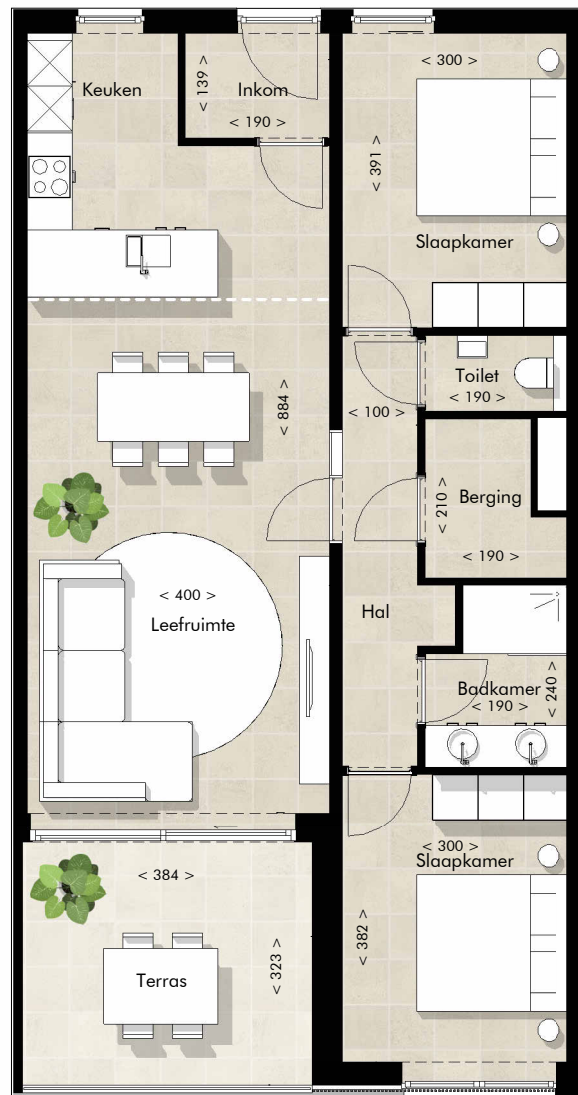 Keuken
< 139 >
Inkom
< 190 >
< 300 >
< 391 >
Slaapkamer
Toilet
< 190 >
< 100 >
< 884 >
< 210 >
Berging
< 190 >
< 400 >
Leefruimte
Hal
Badkamer
< 190 >
< 240 >
< 300 >
Slaapkamer
< 382 >
< 384 >
< 323 >
Terras